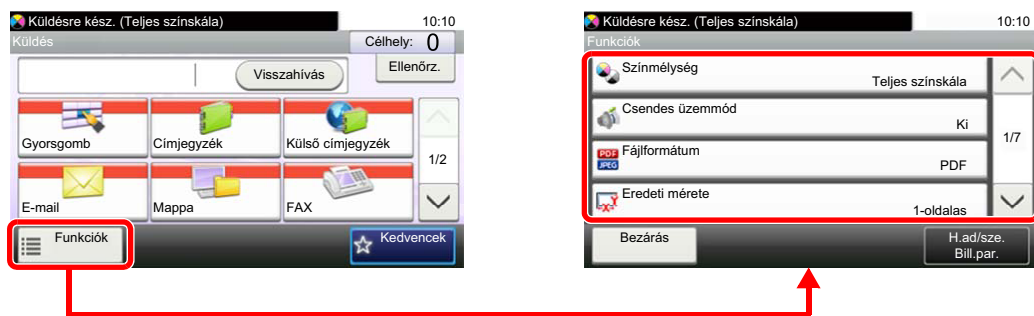 Küldésre kész. (Teljes színskála)
10:10
Küldés
Célhely: 0
Visszahívás
Ellenőrz.
Gyorsgomb
Címjegyzék
Külső címjegyzék
1/2
E-mail
Mappa
FAX
Funkciók
Kedvencek
Küldésre kész. (Teljes színskála)
10:10
Funkciók
Színmélység
Teljes színskála
Csendes üzemmód
Ki
1/7
PDF
JPEG
Fájlformátum
PDF
Eredeti mérete
1-oldalas
Bezárás
H.ad/sze.
Bill.par.